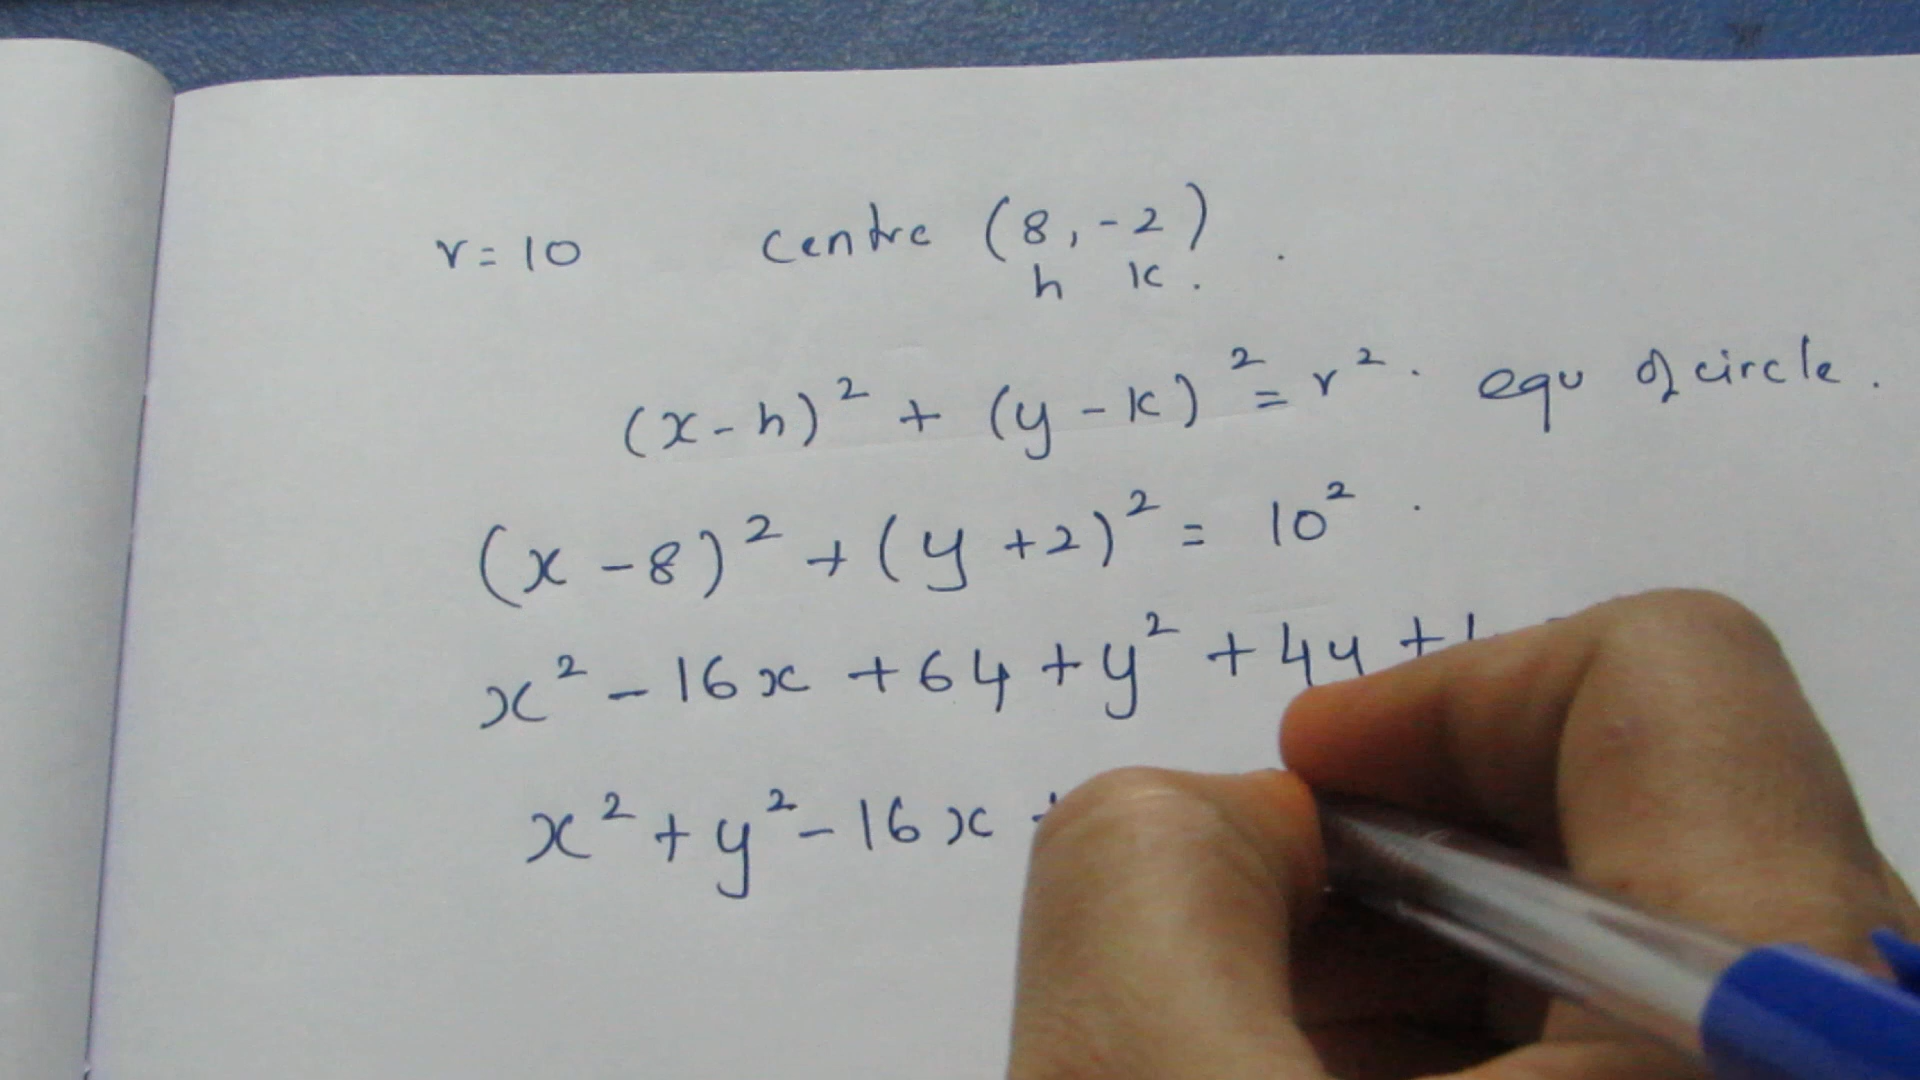 r = 10 Centre (8, -2)
h k.
(x-h)² + (y-k)² = r². equ of circle.
(x-8)² + (y+2)² = 10²
x² - 16x + 64 + y² + 4y +
x² + y² - 16x +